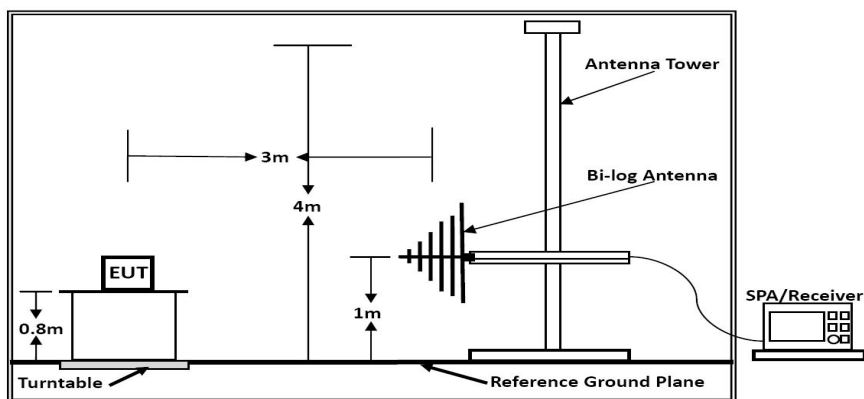 Antenna Tower
3m
Bi-log Antenna
4m
EUT
SPA/Receiver
0.8m
1m
Turntable
Reference Ground Plane